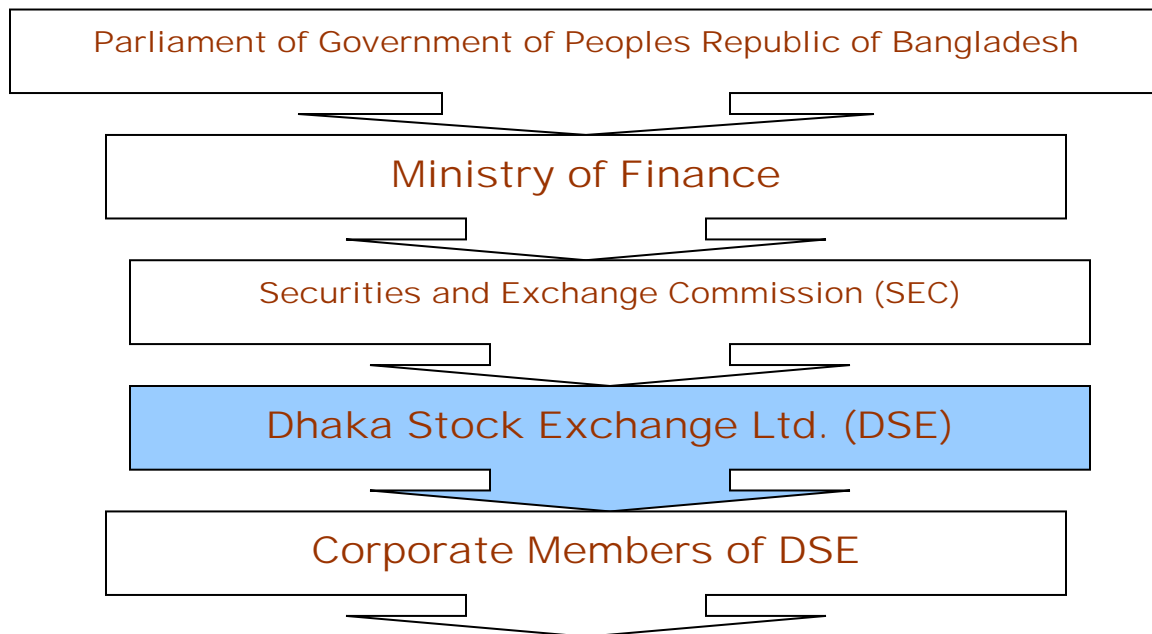 Parliament of Government of Peoples Republic of Bangladesh
Ministry of Finance
Securities and Exchange Commission (SEC)
Dhaka Stock Exchange Ltd. (DSE)
Corporate Members of DSE